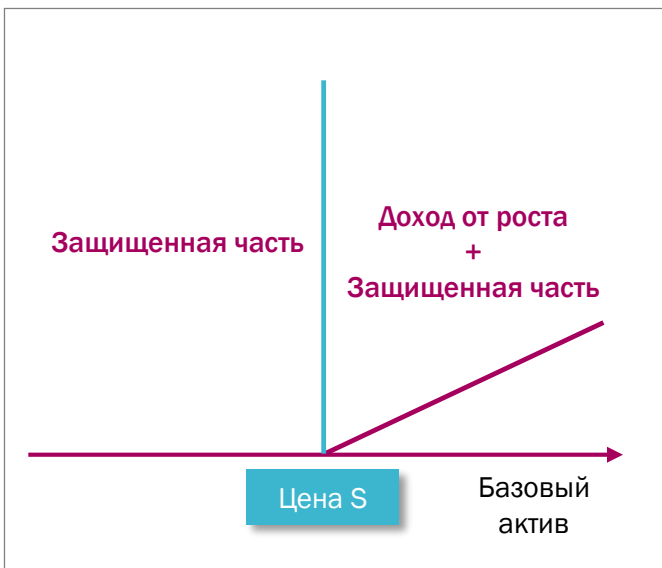 Защищенная часть
Доход от роста
+
Защищенная часть
Цена S
Базовый
актив